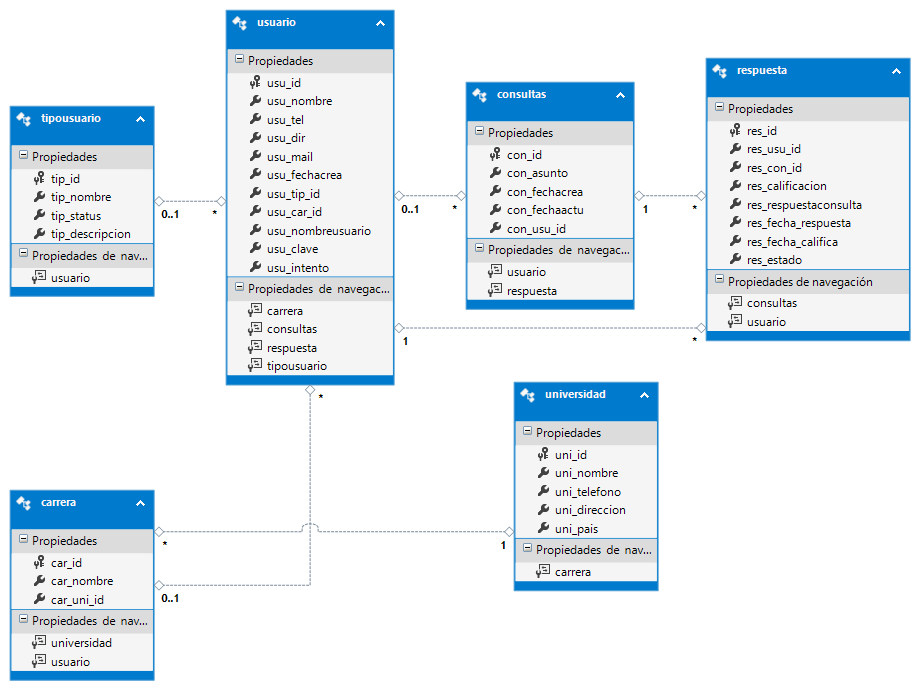 usuario
Propiedades
usu_id
usu_nombre
usu_tel
usu_dir
usu_mail
usu_fechacrea
usu_tip_id
usu_car_id
usu_nombreusuario
usu_clave
usu_intento
Propiedades de navegac...
carrera
consultas
respuesta
tipousuario
tipousuario
Propiedades
tip_id
tip_nombre
tip_status
tip_descripcion
Propiedades de nav...
usuario
0..1
*
consultas
Propiedades
con_id
con_asunto
con_fechacrea
con_fechaactu
con_usu_id
Propiedades de navegac...
usuario
respuesta
0..1
*
respuesta
Propiedades
res_id
res_usu_id
res_con_id
res_calificacion
res_respuestaconsulta
res_fecha_respuesta
res_fecha_califica
res_estado
Propiedades de navegación
consultas
usuario
1
*
1
*
universidad
Propiedades
uni_id
uni_nombre
uni_telefono
uni_direccion
uni_pais
Propiedades de nav...
carrera
*
carrera
Propiedades
car_id
car_nombre
car_uni_id
Propiedades de nav...
universidad
usuario
*
1
0..1